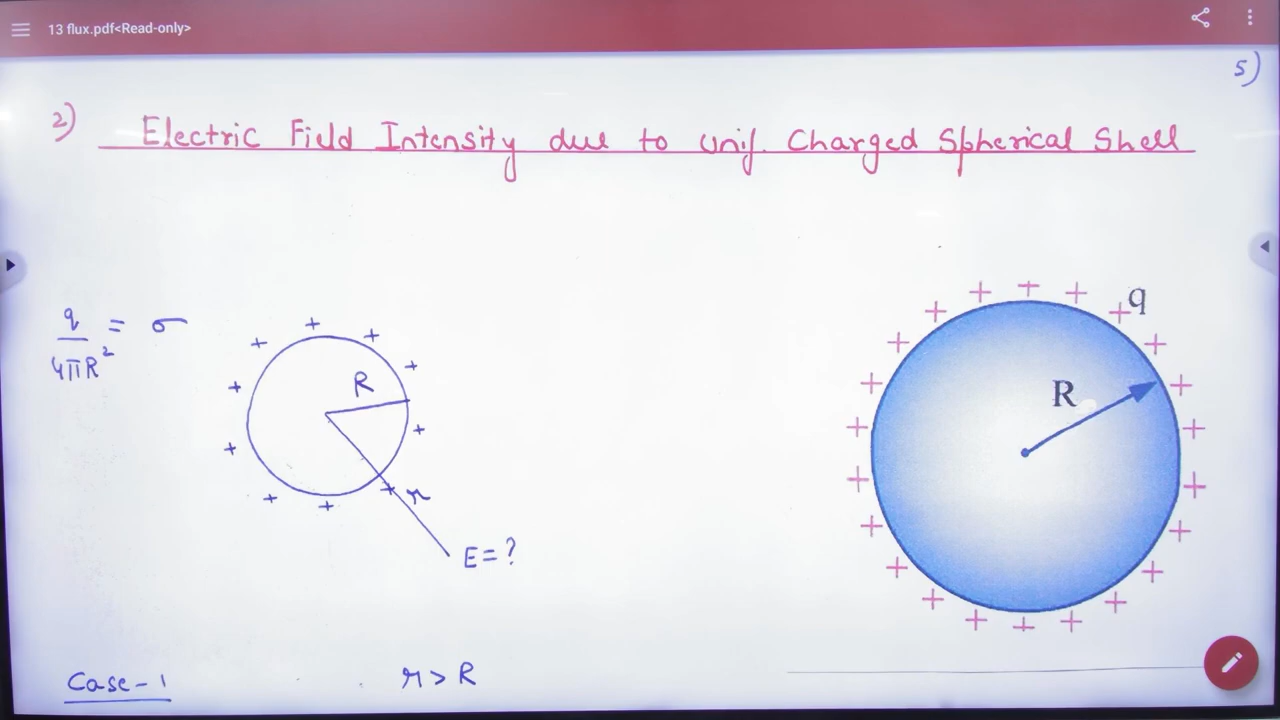 13 flux.pdf<Read-only>
5)
2) Electric Field Intensity due to unif. Charged Spherical Shell
q/4πR² = σ
R
r
E=?
q
R
Case-1 r>R